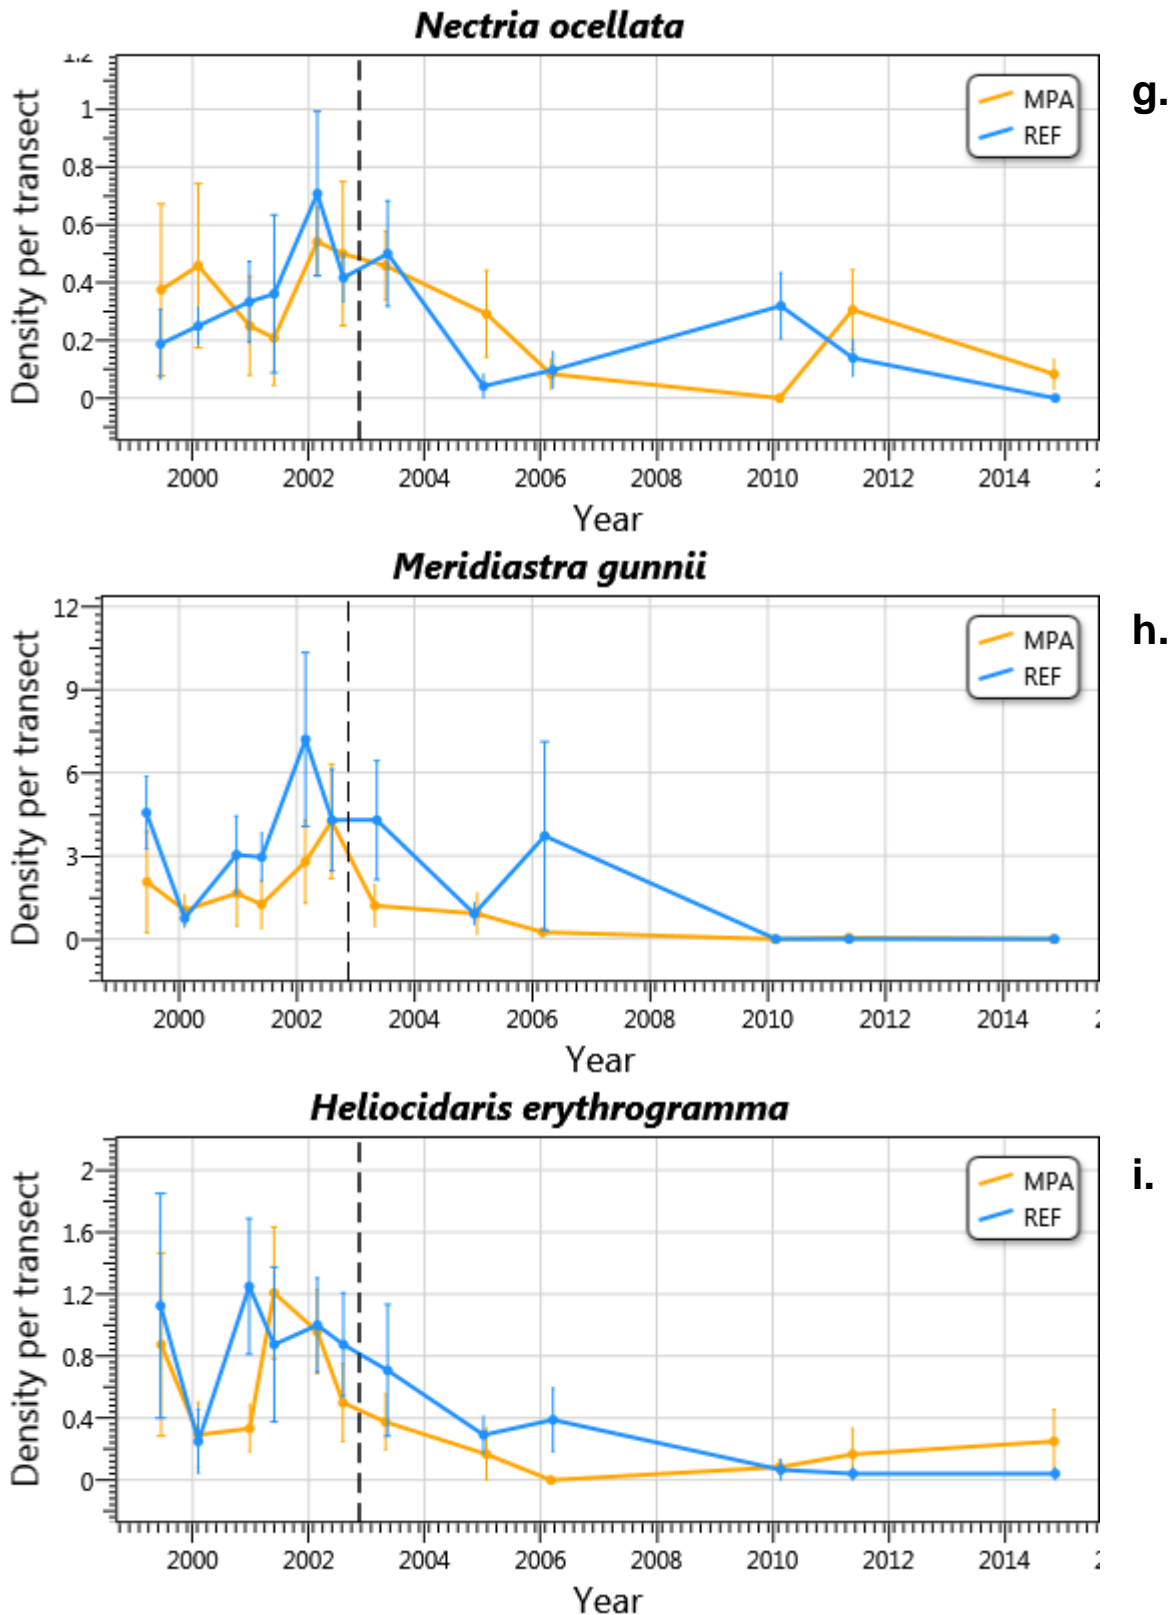 Nectria ocellata
g.
Density per transect
1.2
1
0.8
0.6
0.4
0.2
0
MPA
REF
2000 2002 2004 2006 2008 2010 2012 2014
Year
Meridiastra gunnii
h.
Density per transect
12
9
6
3
0
MPA
REF
2000 2002 2004 2006 2008 2010 2012 2014
Year
Heliocidaris erythrogramma
i.
Density per transect
2
1.6
1.2
0.8
0.4
0
MPA
REF
2000 2002 2004 2006 2008 2010 2012 2014
Year